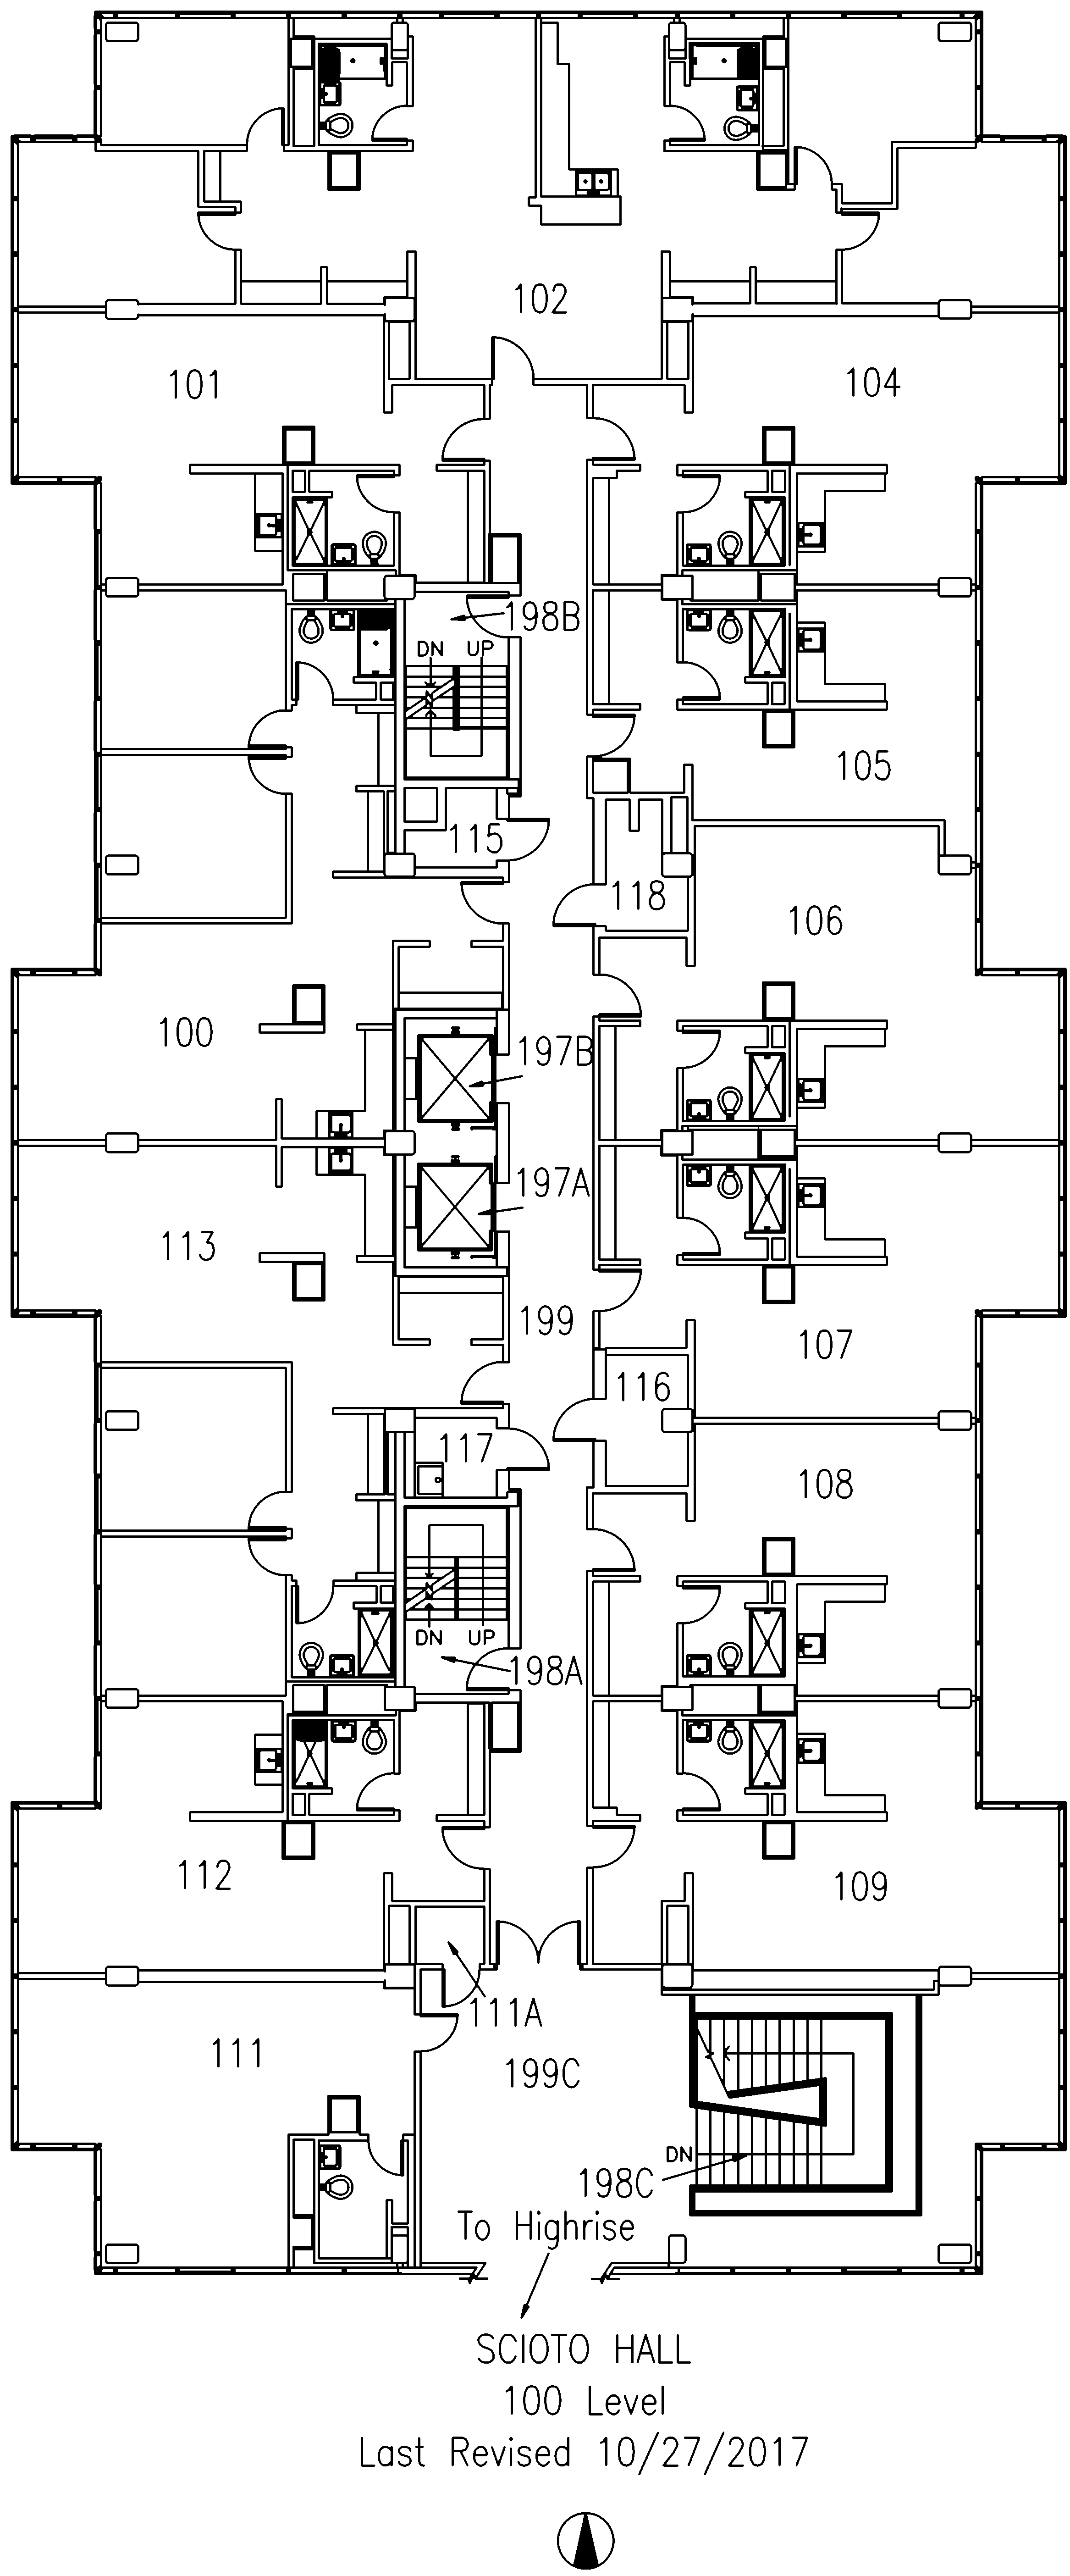 102
101
104
198B
DN UP
105
115
118
106
100
197B
197A
113
199
107
116
117
108
DN UP
198A
112
109
111A
111
199C
DN
198C
To Highrise
SCIOTO HALL
100 Level
Last Revised 10/27/2017